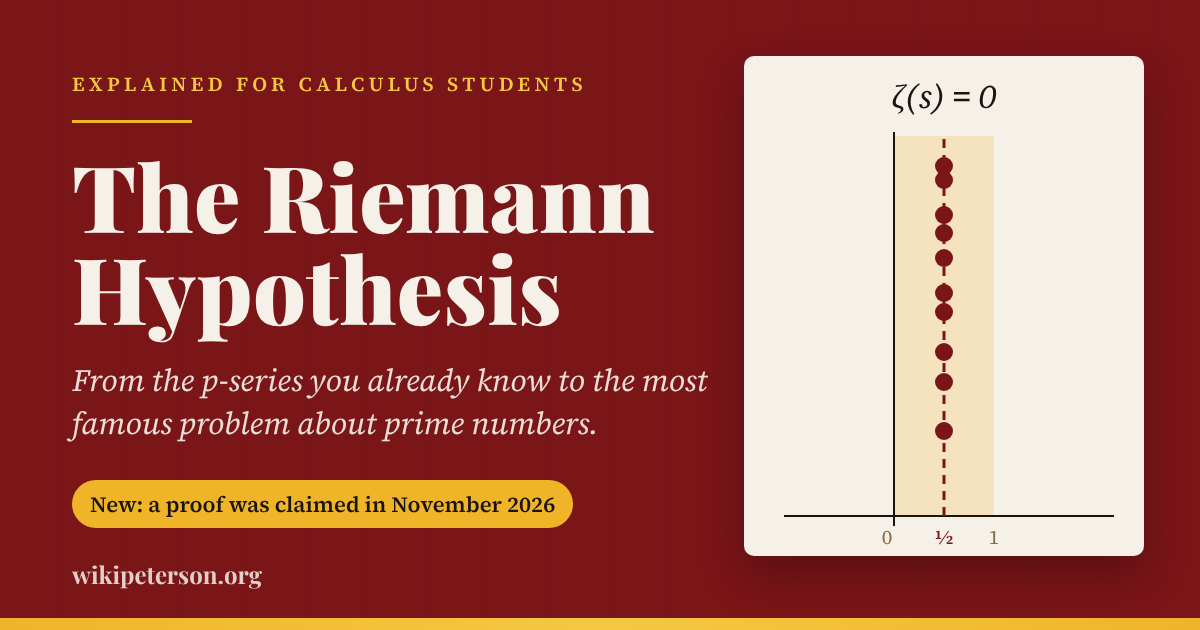 EXPLAINED FOR CALCULUS STUDENTS
The Riemann
Hypothesis
From the p-series you already know to the most
famous problem about prime numbers.
New: a proof was claimed in November 2026
wikipeterson.org
ζ(s) = 0
0 ½ 1